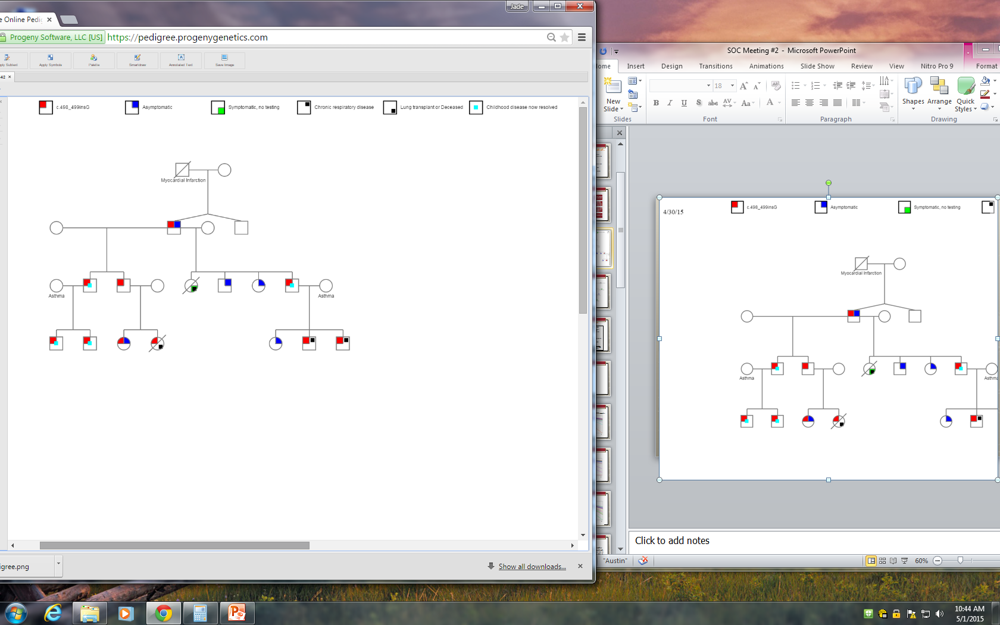 Jade
e Online Pedi
Progeny Software, LLC [US] https://pedigree.progenygenetics.com
ply Subtext Apply Symbols Palette Smartdraw Annotated Text Save Image
42
c.498_499insG Asymptomatic Symptomatic, no testing Chronic respiratory disease Lung transplant or Deceased Childhood disease now resolved
Myocardial Infarction
Asthma Asthma
igree.png
Show all downloads...
SOC Meeting #2 - Microsoft PowerPoint
ome Insert Design Transitions Animations Slide Show Review View Nitro Pro 9 Format
18
New Slide
B I U S abc AV Aa A
Shapes Arrange Quick Styles
Slides Font Paragraph Drawing
4/30/15
c.498_499insG Asymptomatic Symptomatic, no testing
Myocardial Infarction
Asthma Asthma
Click to add notes
"Austin" 60%
10:44 AM
5/1/2015